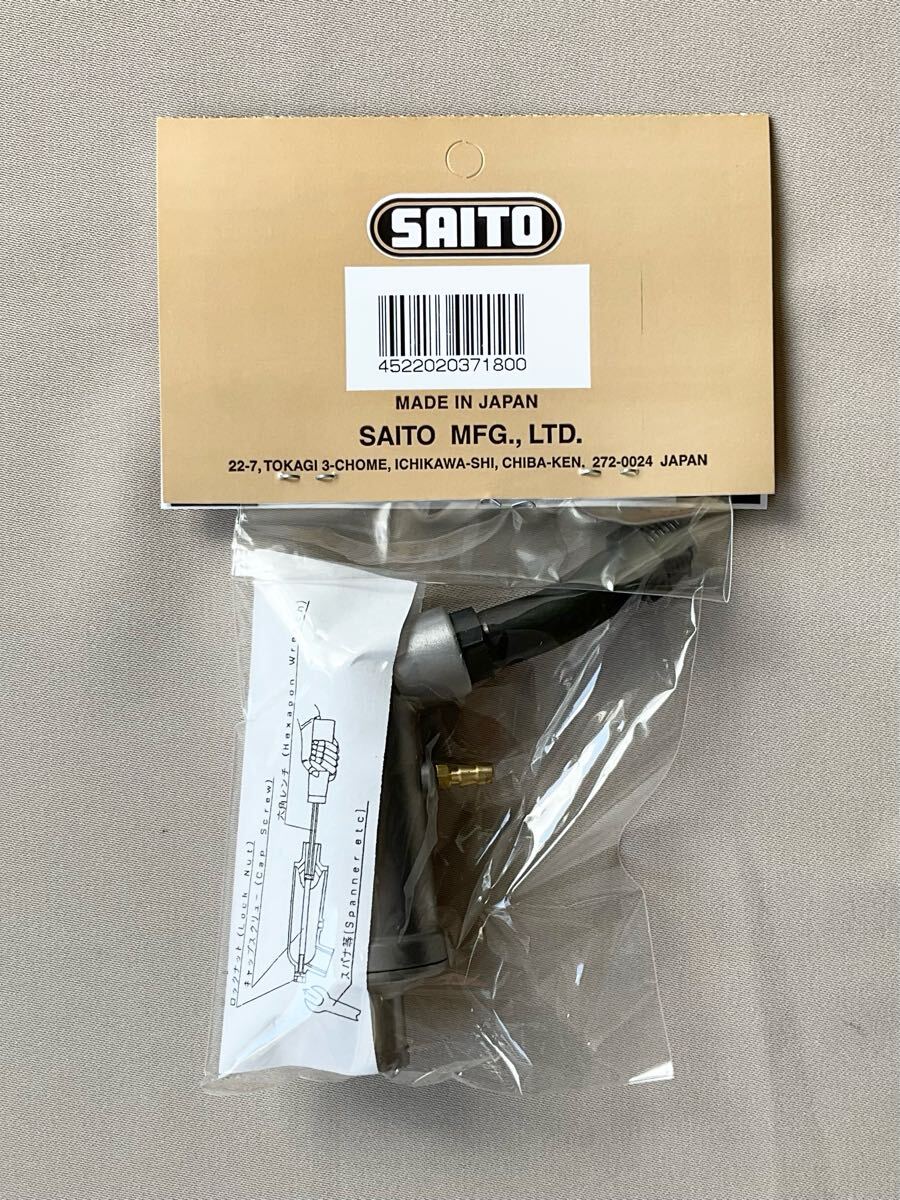 SAITO
4522020371800
MADE IN JAPAN
SAITO MFG., LTD.
22-7, TOKAGI 3-CHOME, ICHIKAWA-SHI, CHIBA-KEN, 272-0024 JAPAN
ロックナット(Lock Nut)
キャップスクリュー(Cap Screw)
六角レンチ(Hexagon Wrench)
スパナ等(Spanner etc)